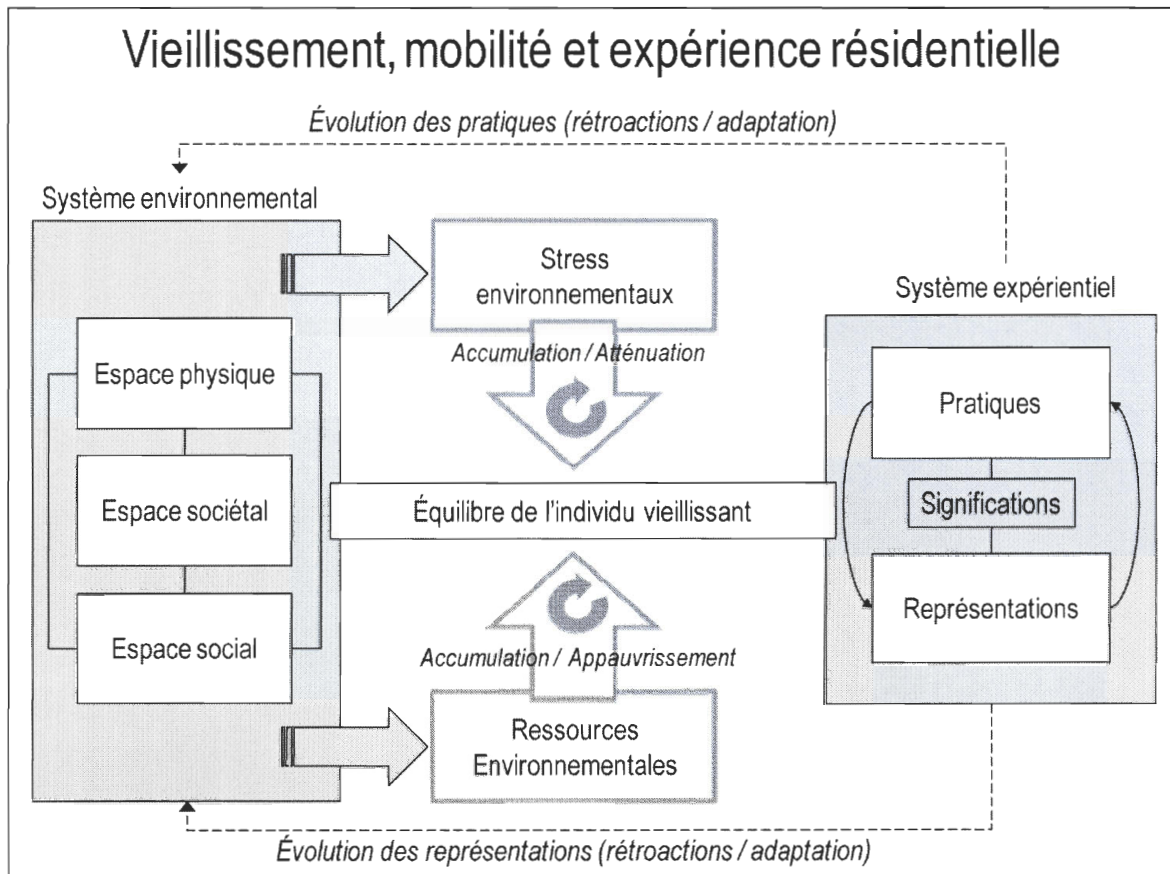 Vieillissement, mobilité et expérience résidentielle
Évolution des pratiques (rétroactions / adaptation)
Système environnemental
Espace physique
Espace sociétal
Espace social
Stress
environnementaux
Accumulation / Atténuation
Équilibre de l'individu vieillissant
Accumulation / Appauvrissement
Ressources
Environnementales
Système expérientiel
Pratiques
Significations
Représentations
Évolution des représentations (rétroactions / adaptation)